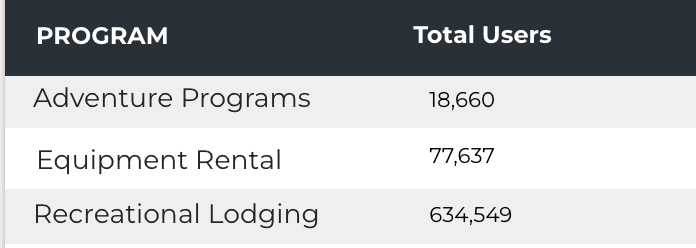 PROGRAM Total Users
Adventure Programs 18,660
Equipment Rental 77,637
Recreational Lodging 634,549